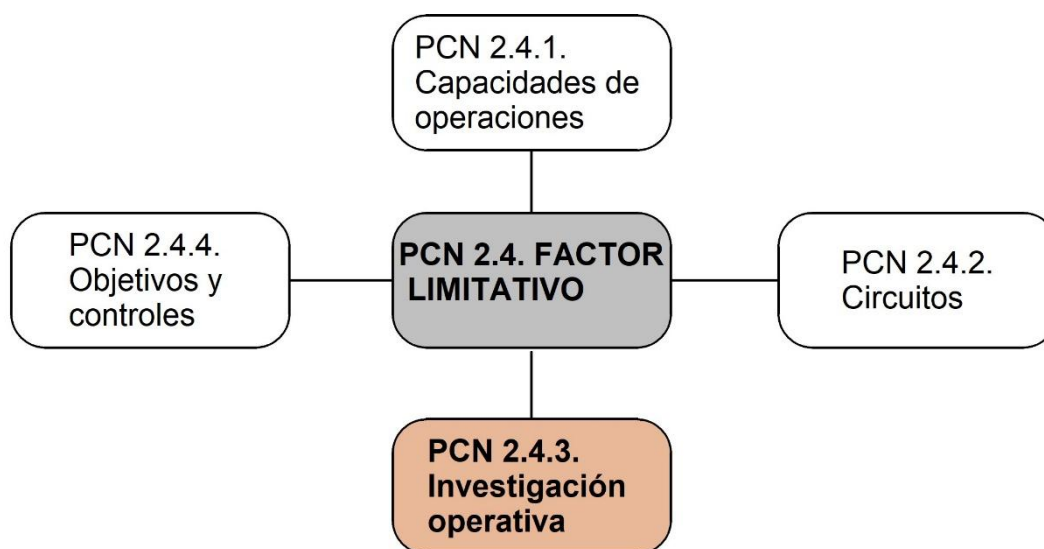 PCN 2.4.1.
Capacidades de
operaciones
PCN 2.4.4.
Objetivos y
controles
PCN 2.4. FACTOR
LIMITATIVO
PCN 2.4.2.
Circuitos
PCN 2.4.3.
Investigación
operativa